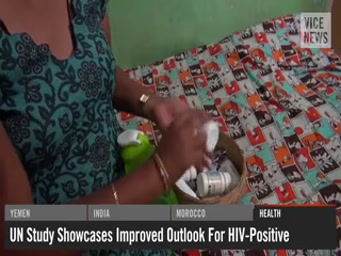 VICE
NEWS
YEMEN INDIA MOROCCO HEALTH
UN Study Showcases Improved Outlook For HIV-Positive